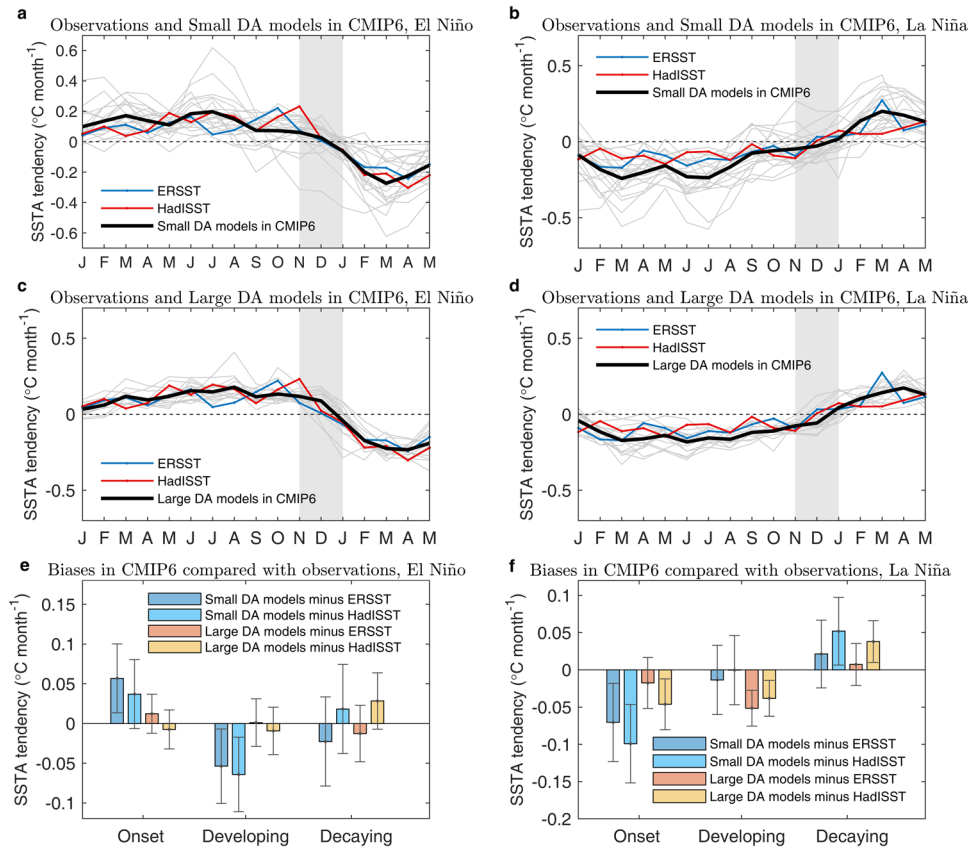 a Observations and Small DA models in CMIP6, El Niño
SSTA tendency (°C month-1)
0.6
0.4
0.2
0
-0.2
-0.4
-0.6
ERSST
HadISST
Small DA models in CMIP6
J F M A M J J A S O N D J F M A M
b Observations and Small DA models in CMIP6, La Niña
SSTA tendency (°C month-1)
0.5
0
-0.5
ERSST
HadISST
Small DA models in CMIP6
J F M A M J J A S O N D J F M A M
c Observations and Large DA models in CMIP6, El Niño
SSTA tendency (°C month-1)
0.5
0
-0.5
ERSST
HadISST
Large DA models in CMIP6
J F M A M J J A S O N D J F M A M
d Observations and Large DA models in CMIP6, La Niña
SSTA tendency (°C month-1)
0.5
0
-0.5
ERSST
HadISST
Large DA models in CMIP6
J F M A M J J A S O N D J F M A M
e Biases in CMIP6 compared with observations, El Niño
SSTA tendency (°C month-1)
0.15
0.1
0.05
0
-0.05
-0.1
Small DA models minus ERSST
Small DA models minus HadISST
Large DA models minus ERSST
Large DA models minus HadISST
Onset Developing Decaying
f Biases in CMIP6 compared with observations, La Niña
SSTA tendency (°C month-1)
0.1
0.05
0
-0.05
-0.1
-0.15
-0.2
Small DA models minus ERSST
Small DA models minus HadISST
Large DA models minus ERSST
Large DA models minus HadISST
Onset Developing Decaying